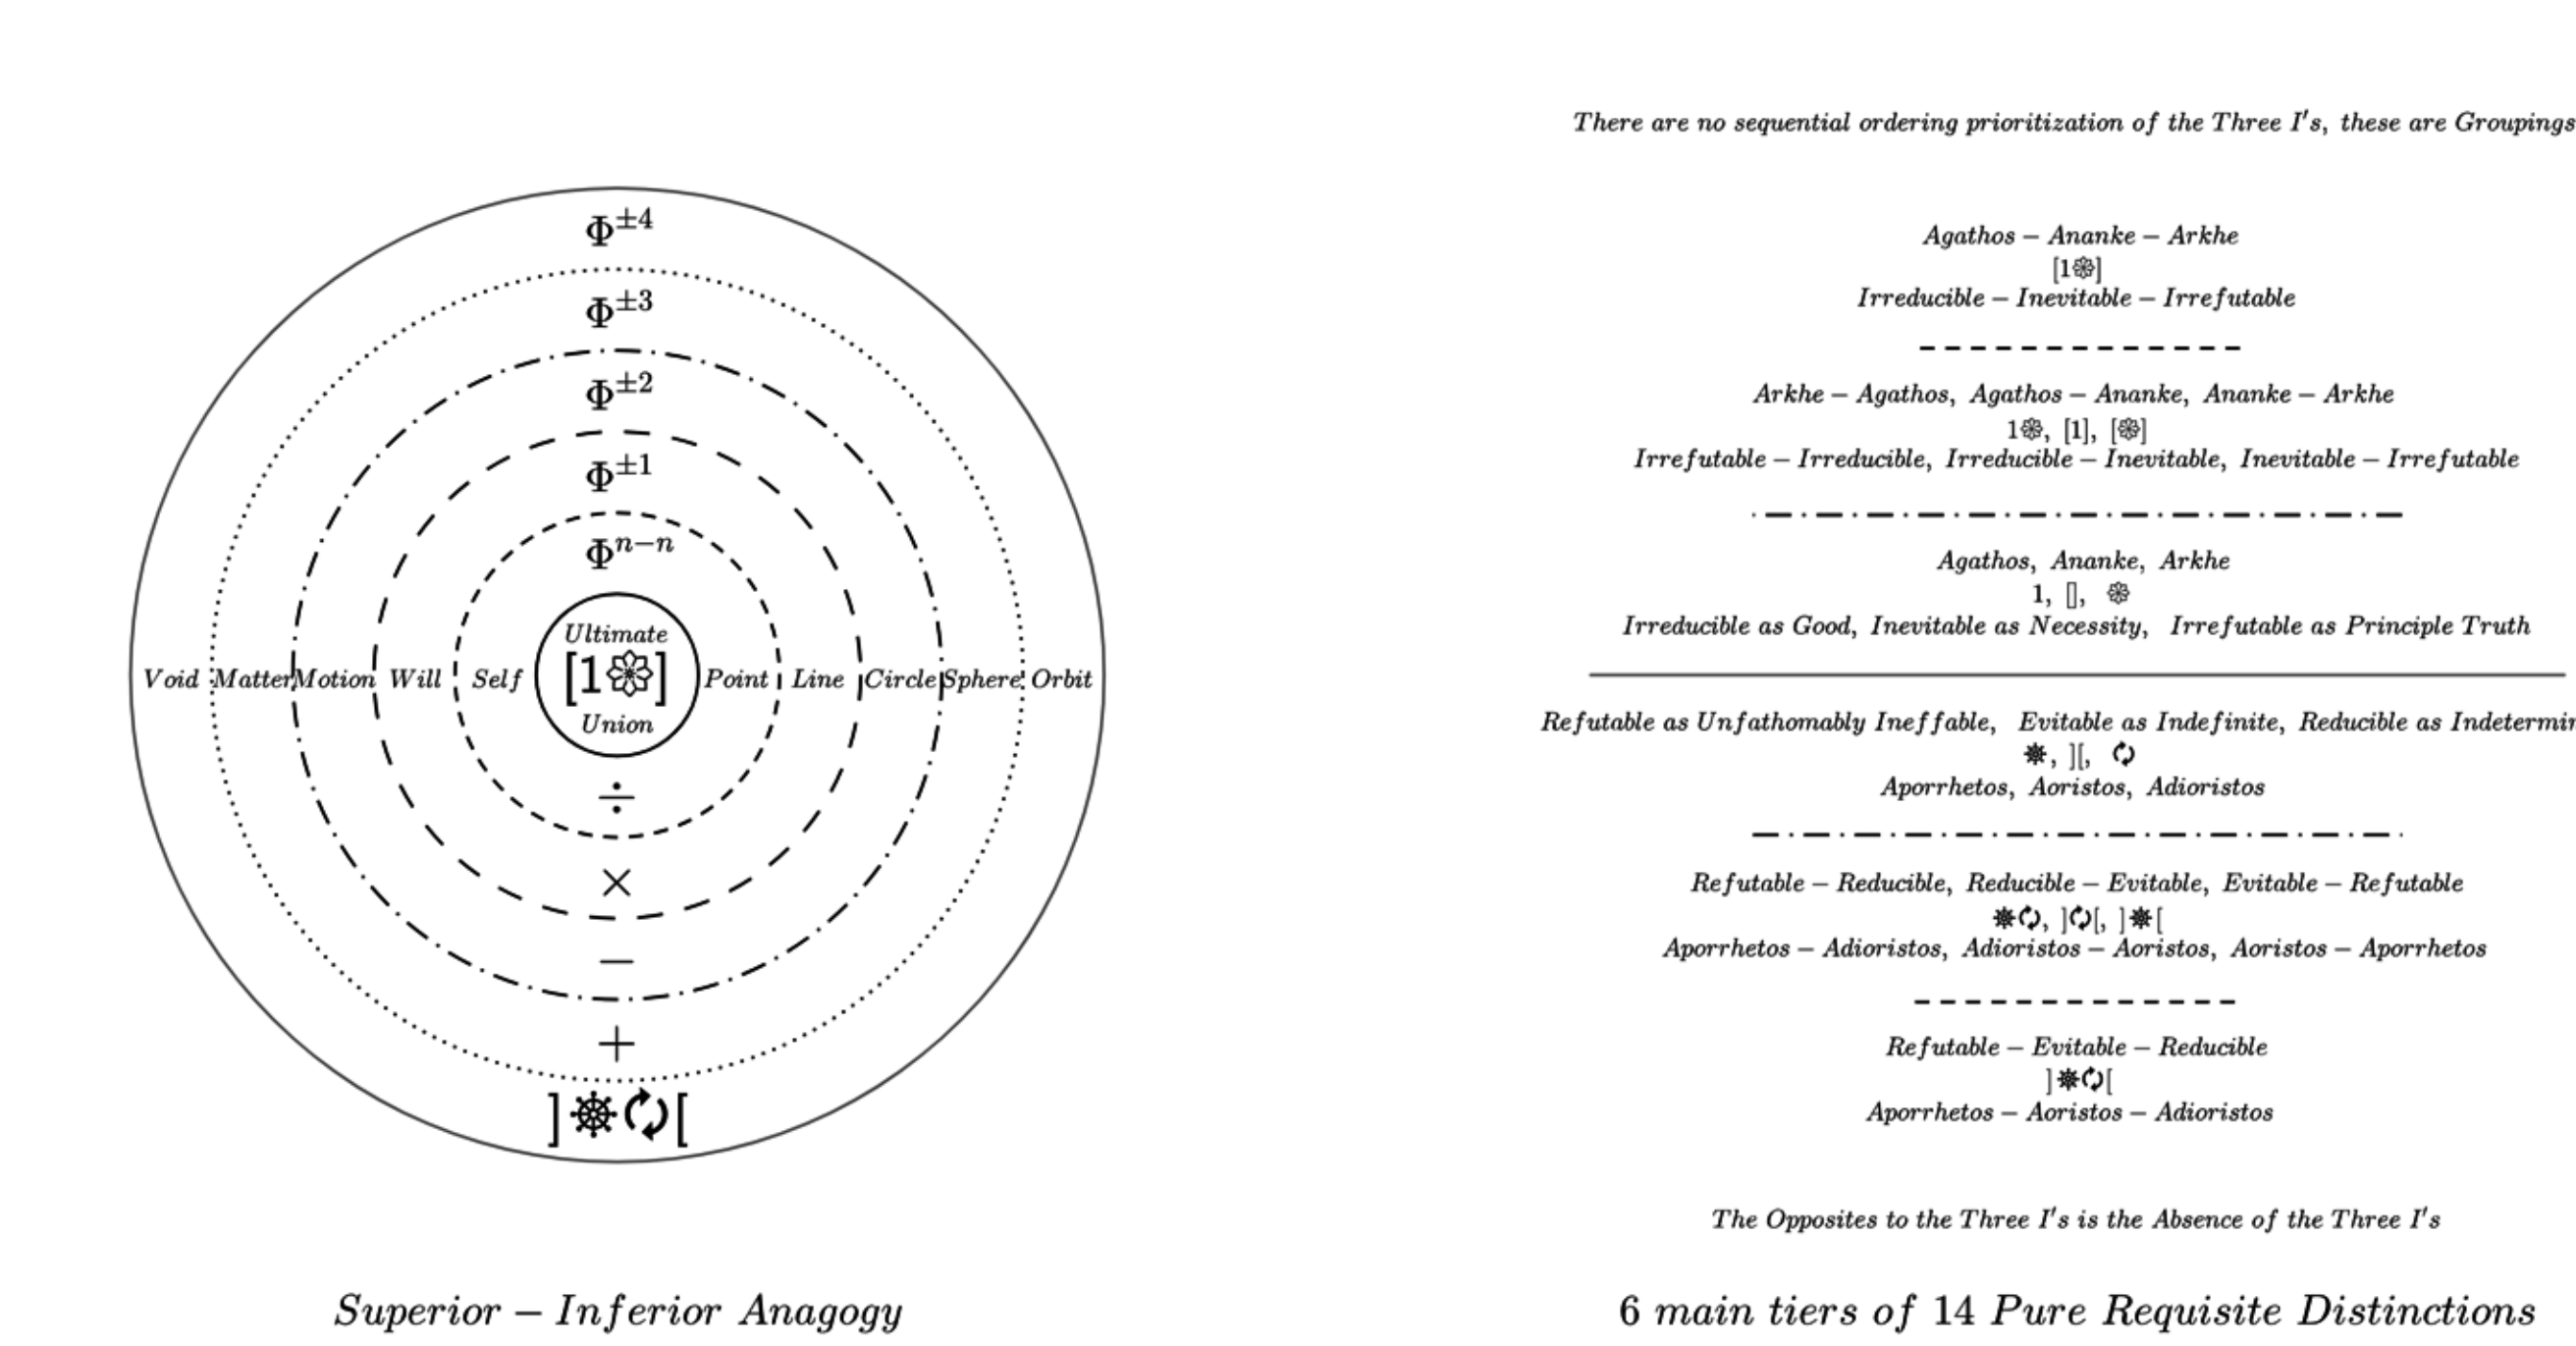 Φ±4
Φ±3
Φ±2
Φ±1
Φn−n
Ultimate
Void Matter Motion Will Self [1❁] Point Line Circle Sphere Orbit
Union
÷
×
−
+
]⎈🗘[
Superior − Inferior Anagogy
There are no sequential ordering prioritization of the Three I's, these are Groupings
Agathos − Ananke − Arkhe
[1❁]
Irreducible − Inevitable − Irrefutable
Arkhe − Agathos, Agathos − Ananke, Ananke − Arkhe
1❁, [1], [❁]
Irrefutable − Irreducible, Irreducible − Inevitable, Inevitable − Irrefutable
Agathos, Ananke, Arkhe
1, [], ❁
Irreducible as Good, Inevitable as Necessity, Irrefutable as Principle Truth
Refutable as Unfathomably Ineffable, Evitable as Indefinite, Reducible as
⎈, ][, 🗘
Aporrhetos, Aoristos, Adioristos
Refutable − Reducible, Reducible − Evitable, Evitable − Refutable
⎈🗘, ]🗘[, ]⎈[
Aporrhetos − Adioristos, Adioristos − Aoristos, Aoristos − Aporrhetos
Refutable − Evitable − Reducible
]⎈🗘[
Aporrhetos − Aoristos − Adioristos
The Opposites to the Three I's is the Absence of the Three I's
6 main tiers of 14 Pure Requisite Distinctions